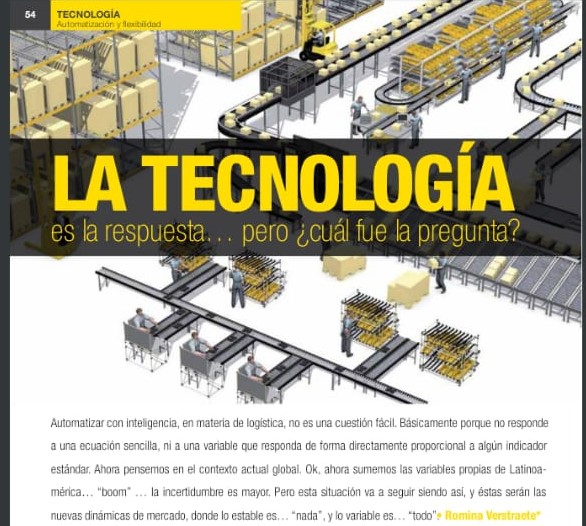 54
TECNOLOGÍA
Automatización y flexibilidad
LA TECNOLOGÍA
es la respuesta... pero ¿cuál fue la pregunta?
Automatizar con inteligencia, en materia de logística, no es una cuestión fácil. Básicamente porque no responde
a una ecuación sencilla, ni a una variable que responda de forma directamente proporcional a algún indicador
estándar. Ahora pensemos en el contexto actual global. Ok, ahora sumemos las variables propias de Latinoa-
mérica... “boom” ... la incertidumbre es mayor. Pero esta situación va a seguir siendo así, y éstas serán las
nuevas dinámicas de mercado, donde lo estable es... “nada”, y lo variable es... “todo”. Romina Verstraete*